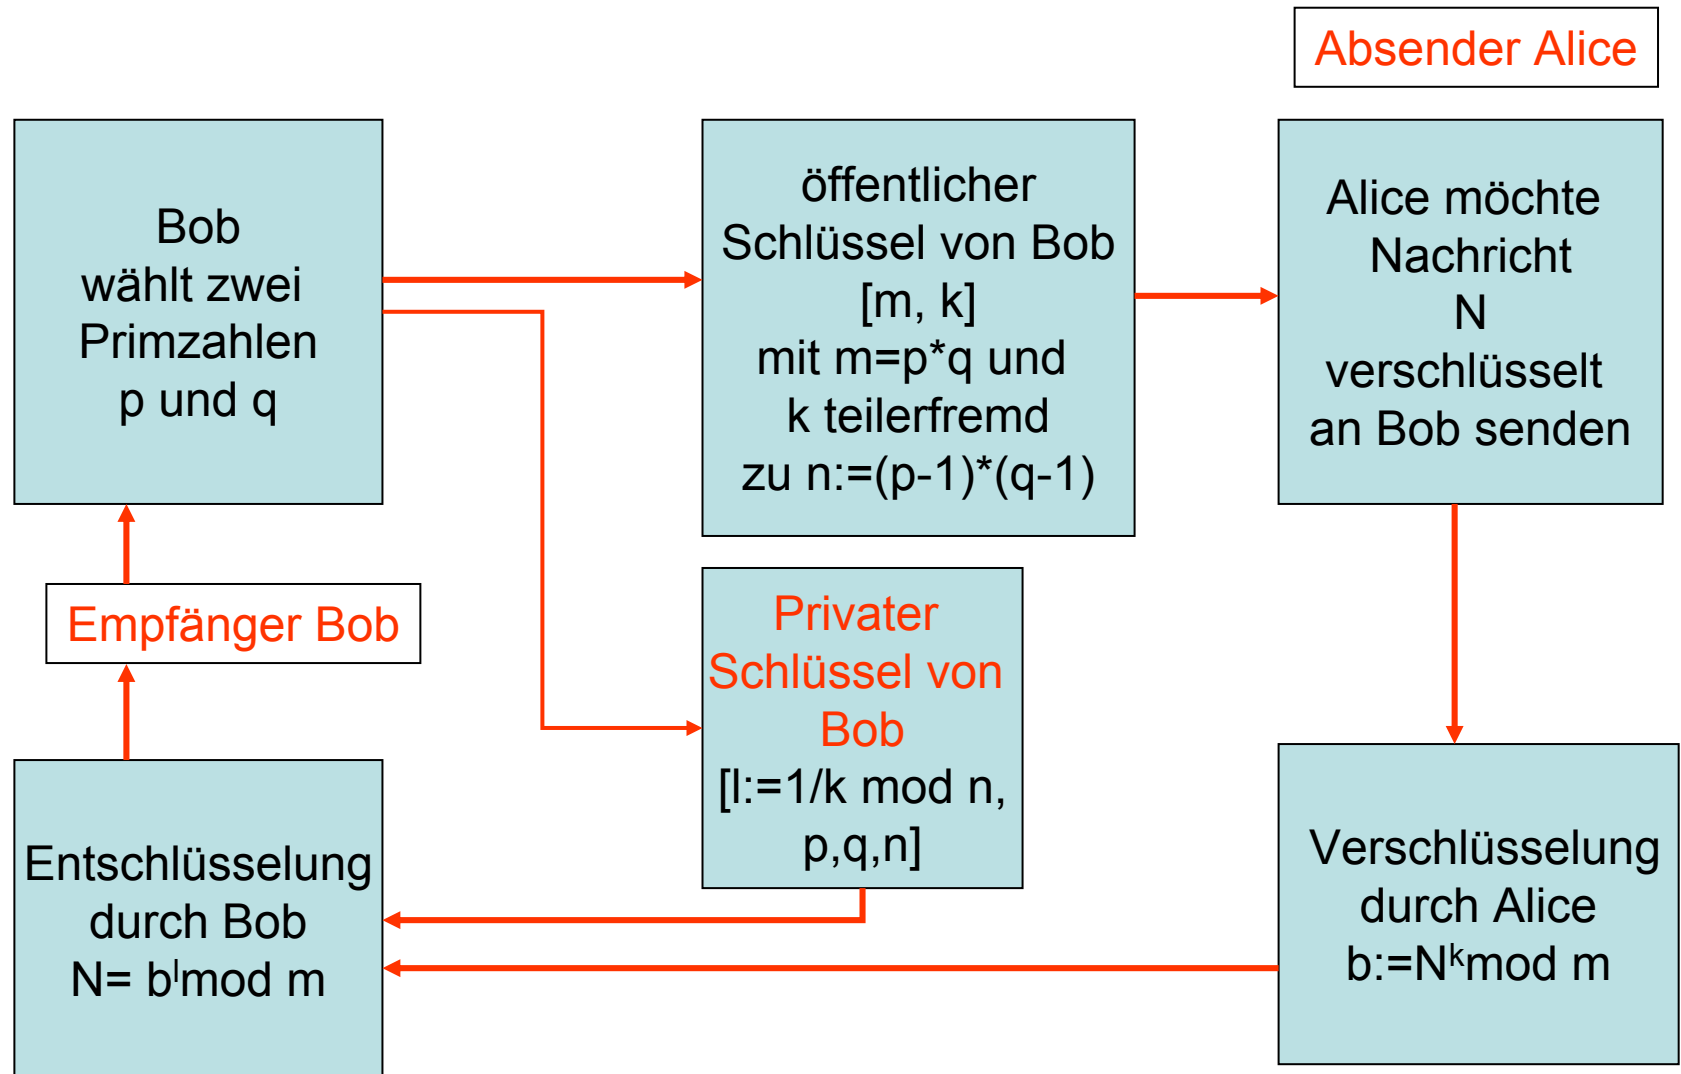 Absender Alice
Bob
wählt zwei
Primzahlen
p und q
öffentlicher
Schlüssel von Bob
[m, k]
mit m=p*q und
k teilerfremd
zu n:=(p-1)*(q-1)
Alice möchte
Nachricht
N
verschlüsselt
an Bob senden
Empfänger Bob
Privater
Schlüssel von
Bob
[l:=1/k mod n,
p,q,n]
Entschlüsselung
durch Bob
N= bˡmod m
Verschlüsselung
durch Alice
b:=Nᵏmod m